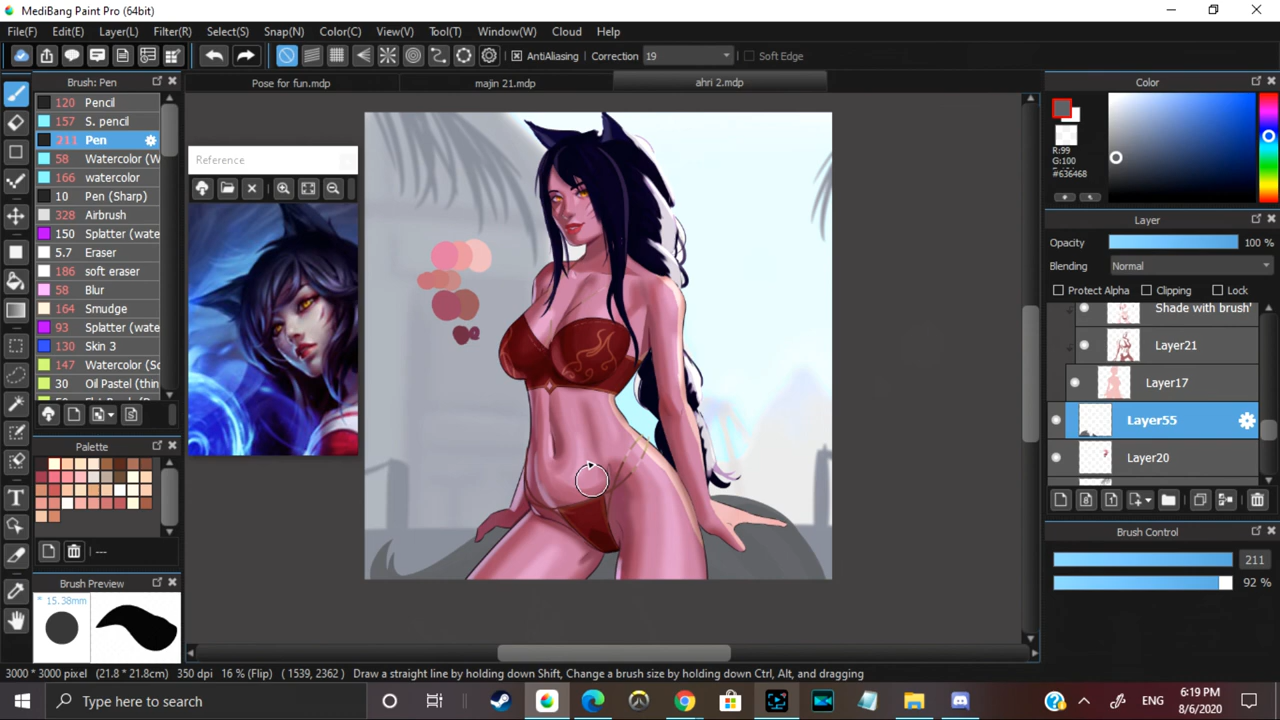 MediBang Paint Pro (64bit)
File(F) Edit(E) Layer(L) Filter(R) Select(S) Snap(N) Color(C) View(V) Tool(T) Window(W) Cloud Help
AntiAliasing Correction 19 Soft Edge
Brush: Pen
Pose for fun.mdp
majin 21.mdp
ahri 2.mdp
Color
120 Pencil
157 S. pencil
211 Pen
58 Watercolor (W
166 watercolor
10 Pen (Sharp)
328 Airbrush
150 Splatter (wate
5.7 Eraser
186 soft eraser
58 Blur
164 Smudge
93 Splatter (wate
130 Skin 3
147 Watercolor (Sc
30 Oil Pastel (thin
Reference
R:99
G:100
#636468
Layer
Opacity 100 %
Blending Normal
Protect Alpha Clipping Lock
Shade with brush'
Layer21
Layer17
Layer55
Layer20
Palette
---
Brush Control
211
92 %
Brush Preview
15.38mm
3000 * 3000 pixel (21.8 * 21.8cm) 350 dpi 16 % (Flip) ( 1539, 2362 ) Draw a straight line by holding down Shift, Change a brush size by holding down Ctrl, Alt, and dragging
Type here to search
ENG
6:19 PM
8/6/2020